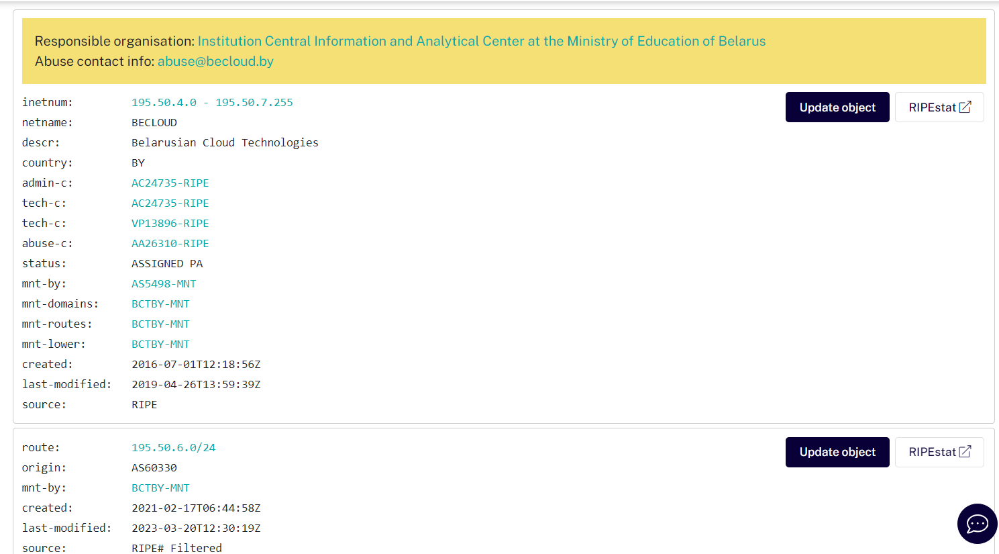 Responsible organisation: Institution Central Information and Analytical Center at the Ministry of Education of Belarus
Abuse contact info: abuse@becloud.by
inetnum: 195.50.4.0 - 195.50.7.255
Update object
RIPEstat
netname: BECLOUD
descr: Belarusian Cloud Technologies
country: BY
admin-c: AC24735-RIPE
tech-c: AC24735-RIPE
tech-c: VP13896-RIPE
abuse-c: AA26310-RIPE
status: ASSIGNED PA
mnt-by: AS5498-MNT
mnt-domains: BCTBY-MNT
mnt-routes: BCTBY-MNT
mnt-lower: BCTBY-MNT
created: 2016-07-01T12:18:56Z
last-modified: 2019-04-26T13:59:39Z
source: RIPE
route: 195.50.6.0/24
Update object
RIPEstat
origin: AS60330
mnt-by: BCTBY-MNT
created: 2021-02-17T06:44:58Z
last-modified: 2023-03-20T12:30:19Z
source: RIPE# Filtered